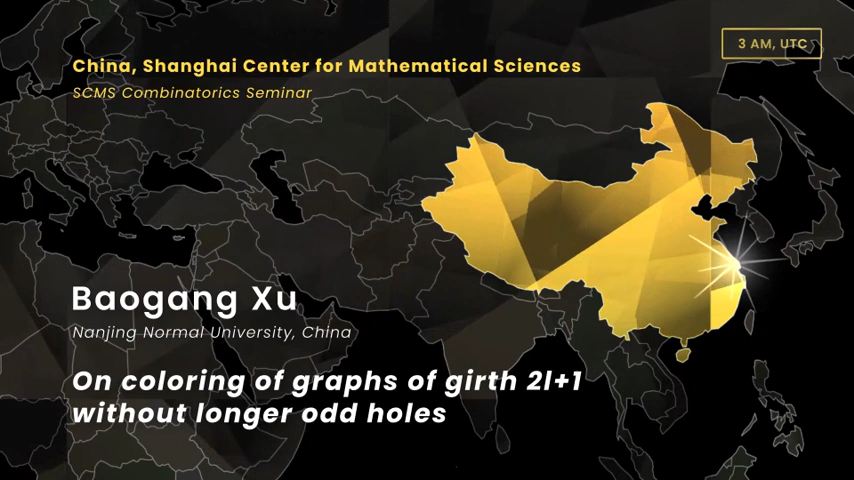 China, Shanghai Center for Mathematical Sciences
SCMS Combinatorics Seminar
3 AM, UTC
Baogang Xu
Nanjing Normal University, China
On coloring of graphs of girth 2l+1
without longer odd holes